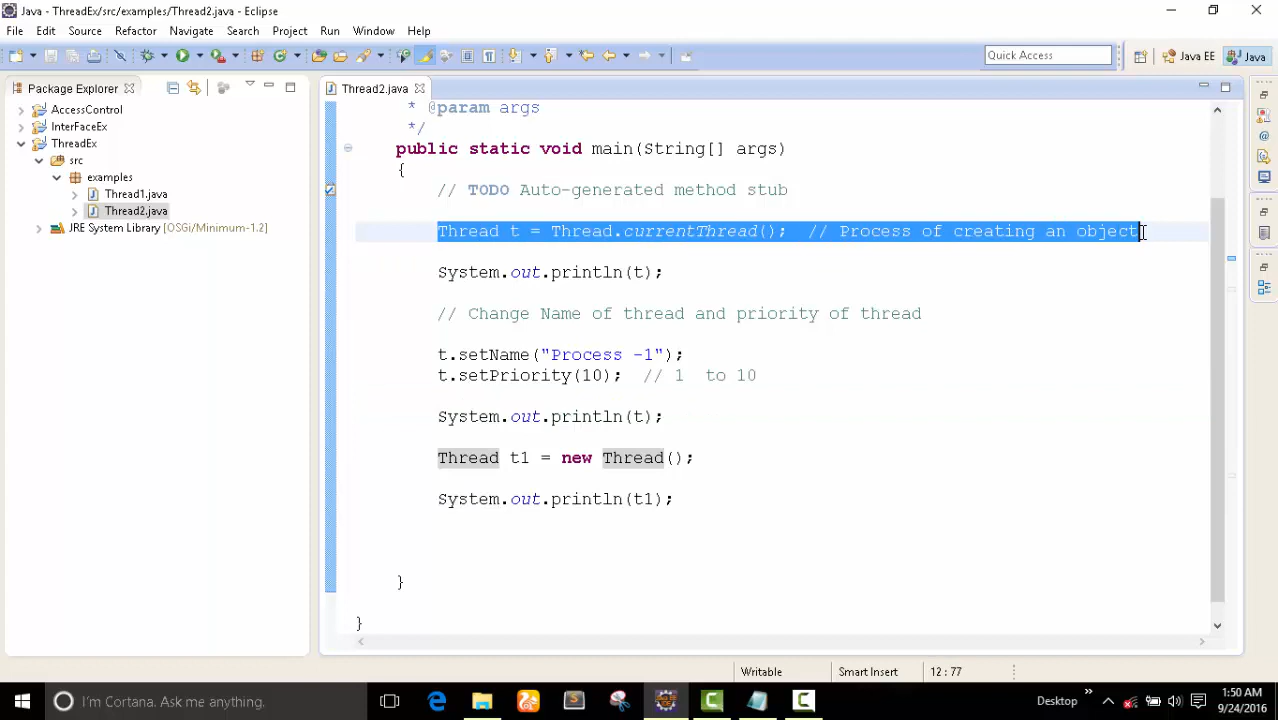 Java - ThreadEx/src/examples/Thread2.java - Eclipse
File Edit Source Refactor Navigate Search Project Run Window Help
Quick Access
Java EE
Java
Package Explorer
Thread2.java
AccessControl
InterFaceEx
ThreadEx
src
examples
Thread1.java
Thread2.java
JRE System Library [OSGi/Minimum-1.2]
* @param args
*/
public static void main(String[] args)
{
// TODO Auto-generated method stub
Thread t = Thread.currentThread(); // Process of creating an object
System.out.println(t);
// Change Name of thread and priority of thread
t.setName("Process -1");
t.setPriority(10); // 1 to 10
System.out.println(t);
Thread t1 = new Thread();
System.out.println(t1);
}
}
Writable
Smart Insert
12 : 77
I'm Cortana. Ask me anything.
Desktop
1:50 AM
9/24/2016